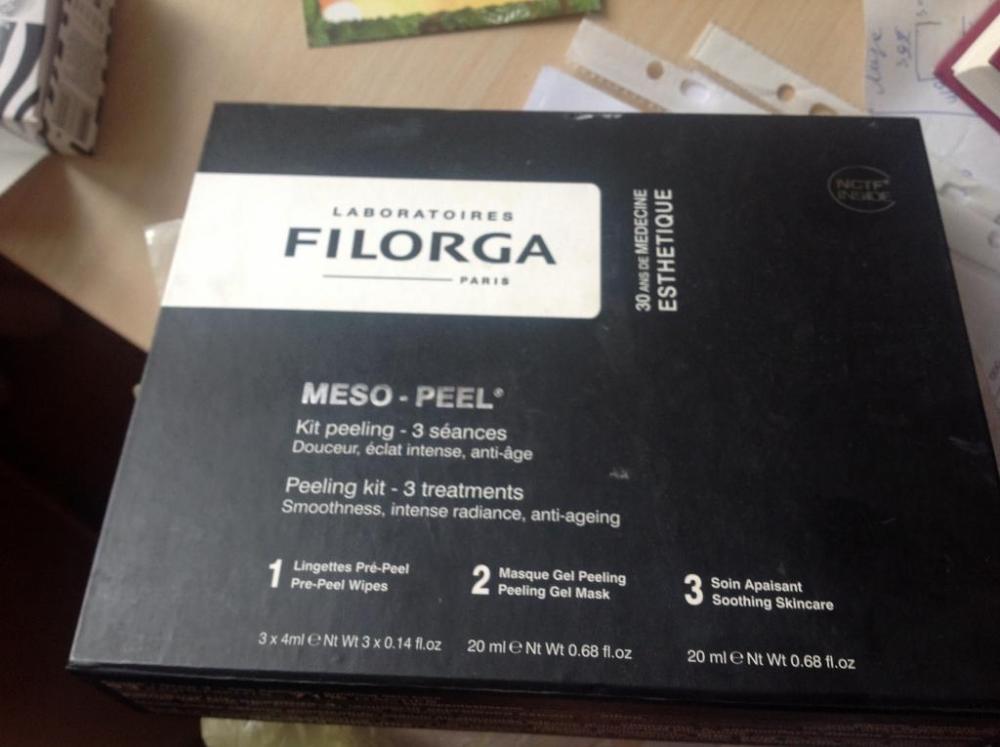 LABORATOIRES
FILORGA
PARIS
30 ANS DE MEDECINE
ESTHETIQUE
NCTF®
INSIDE
MESO - PEEL®
Kit peeling - 3 séances
Douceur, éclat intense, anti-âge
Peeling kit - 3 treatments
Smoothness, intense radiance, anti-ageing
1 Lingettes Pré-Peel
Pre-Peel Wipes
3 x 4ml ℮ Nt Wt 3 x 0.14 fl.oz
2 Masque Gel Peeling
Peeling Gel Mask
20 ml ℮ Nt Wt 0.68 fl.oz
3 Soin Apaisant
Soothing Skincare
20 ml ℮ Nt Wt 0.68 fl.oz